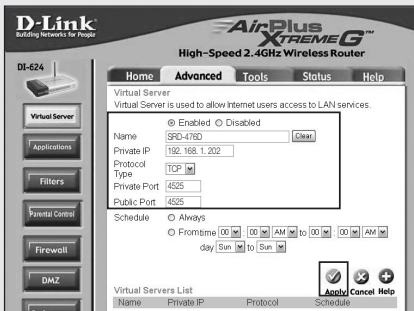 D-Link
Building Networks for People
AirPlus
XTREME G™
High-Speed 2.4GHz Wireless Router
DI-624
Home Advanced Tools Status Help
Virtual Server
Virtual Server is used to allow Internet users access to LAN services.
Enabled Disabled
Name SRD-476D Clear
Private IP 192. 168. 1. 202
Protocol
Type TCP
Private Port 4525
Public Port 4525
Schedule Always
From time 00 : 00 AM to 00 : 00 AM
day Sun to Sun
Apply Cancel Help
Virtual Servers List
Name Private IP Protocol Schedule
Virtual Server
Applications
Filters
Parental Control
Firewall
DMZ